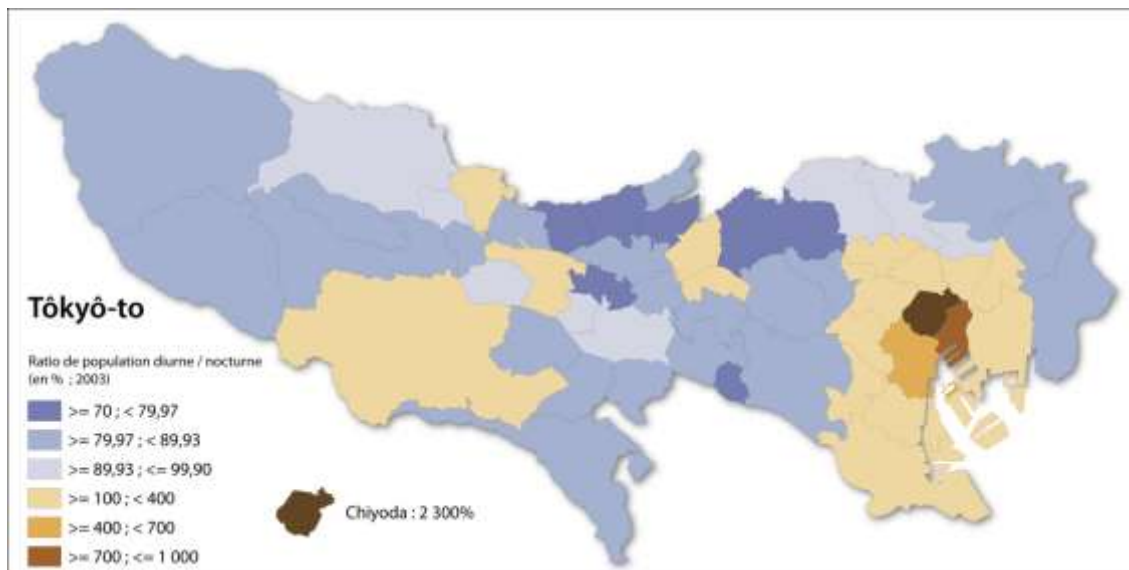 Tôkyô-to
Ratio de population diurne / nocturne
(en % ; 2003)
>= 70 ; < 79,97
>= 79,97 ; < 89,93
>= 89,93 ; <= 99,90
>= 100 ; < 400
>= 400 ; < 700
>= 700 ; <= 1 000
Chiyoda : 2 300%